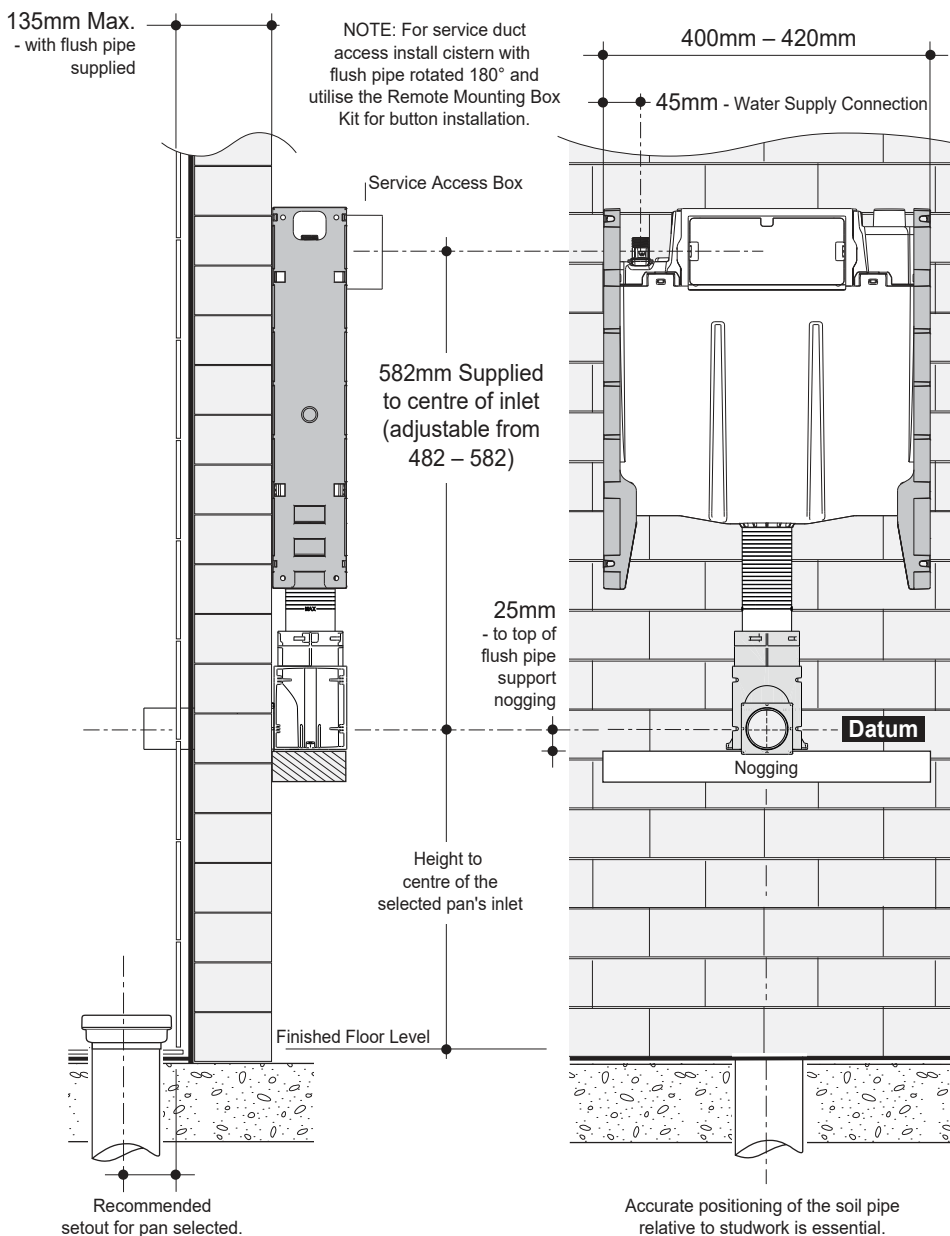 135mm Max.
- with flush pipe
supplied
NOTE: For service duct
access install cistern with
flush pipe rotated 180° and
utilise the Remote Mounting Box
Kit for button installation.
400mm – 420mm
45mm - Water Supply Connection
Service Access Box
582mm Supplied
to centre of inlet
(adjustable from
482 – 582)
MAX
25mm
- to top of
flush pipe
support
nogging
Datum
Nogging
Height to
centre of the
selected pan's inlet
Finished Floor Level
Recommended
setout for pan selected.
Accurate positioning of the soil pipe
relative to studwork is essential.